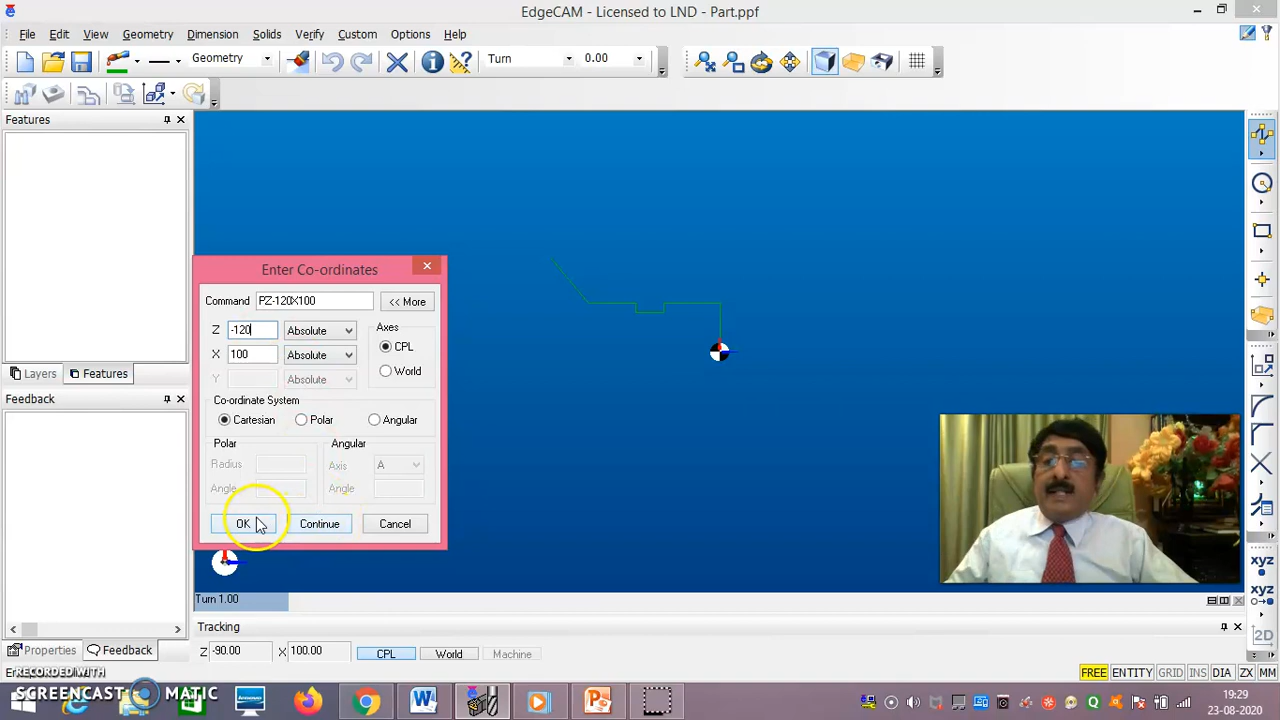 EdgeCAM - Licensed to LND - Part.ppf
File Edit View Geometry Dimension Solids Verify Custom Options Help
Geometry Turn 0.00
Features
Layers Features
Feedback
Properties Feedback
Enter Co-ordinates
Command PZ-120X100 << More
Z -120 Absolute Axes
CPL
X 100 Absolute
World
Y Absolute
Co-ordinate System
Cartesian Polar Angular
Polar Angular
Radius Axis A
Angle Angle
OK Continue Cancel
Turn 1.00
Tracking
Z -90.00 X 100.00 CPL World Machine
xyz
xyz
2D
FREE ENTITY GRID INS DIA ZX MM
RECORDED WITH
SCREENCAST MATIC
19:29
23-08-2020